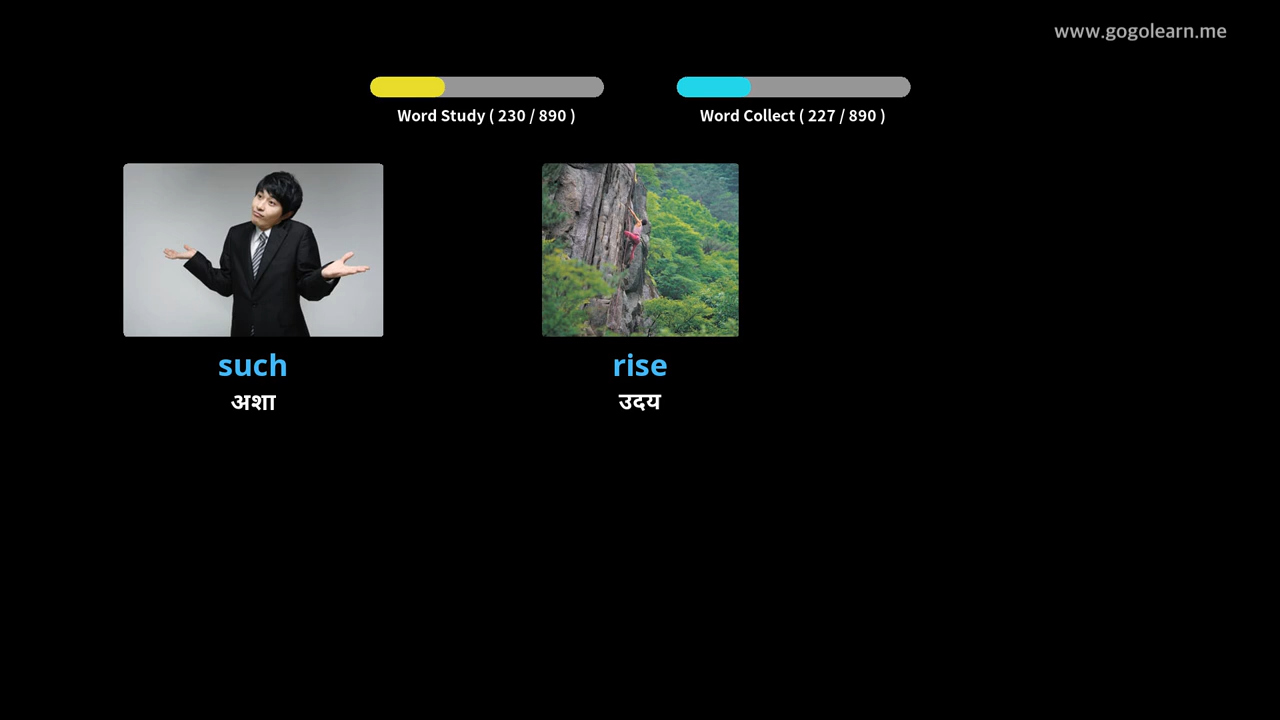 www.gogolearn.me
Word Study ( 230 / 890 )
Word Collect ( 227 / 890 )
such
अशा
rise
उदय